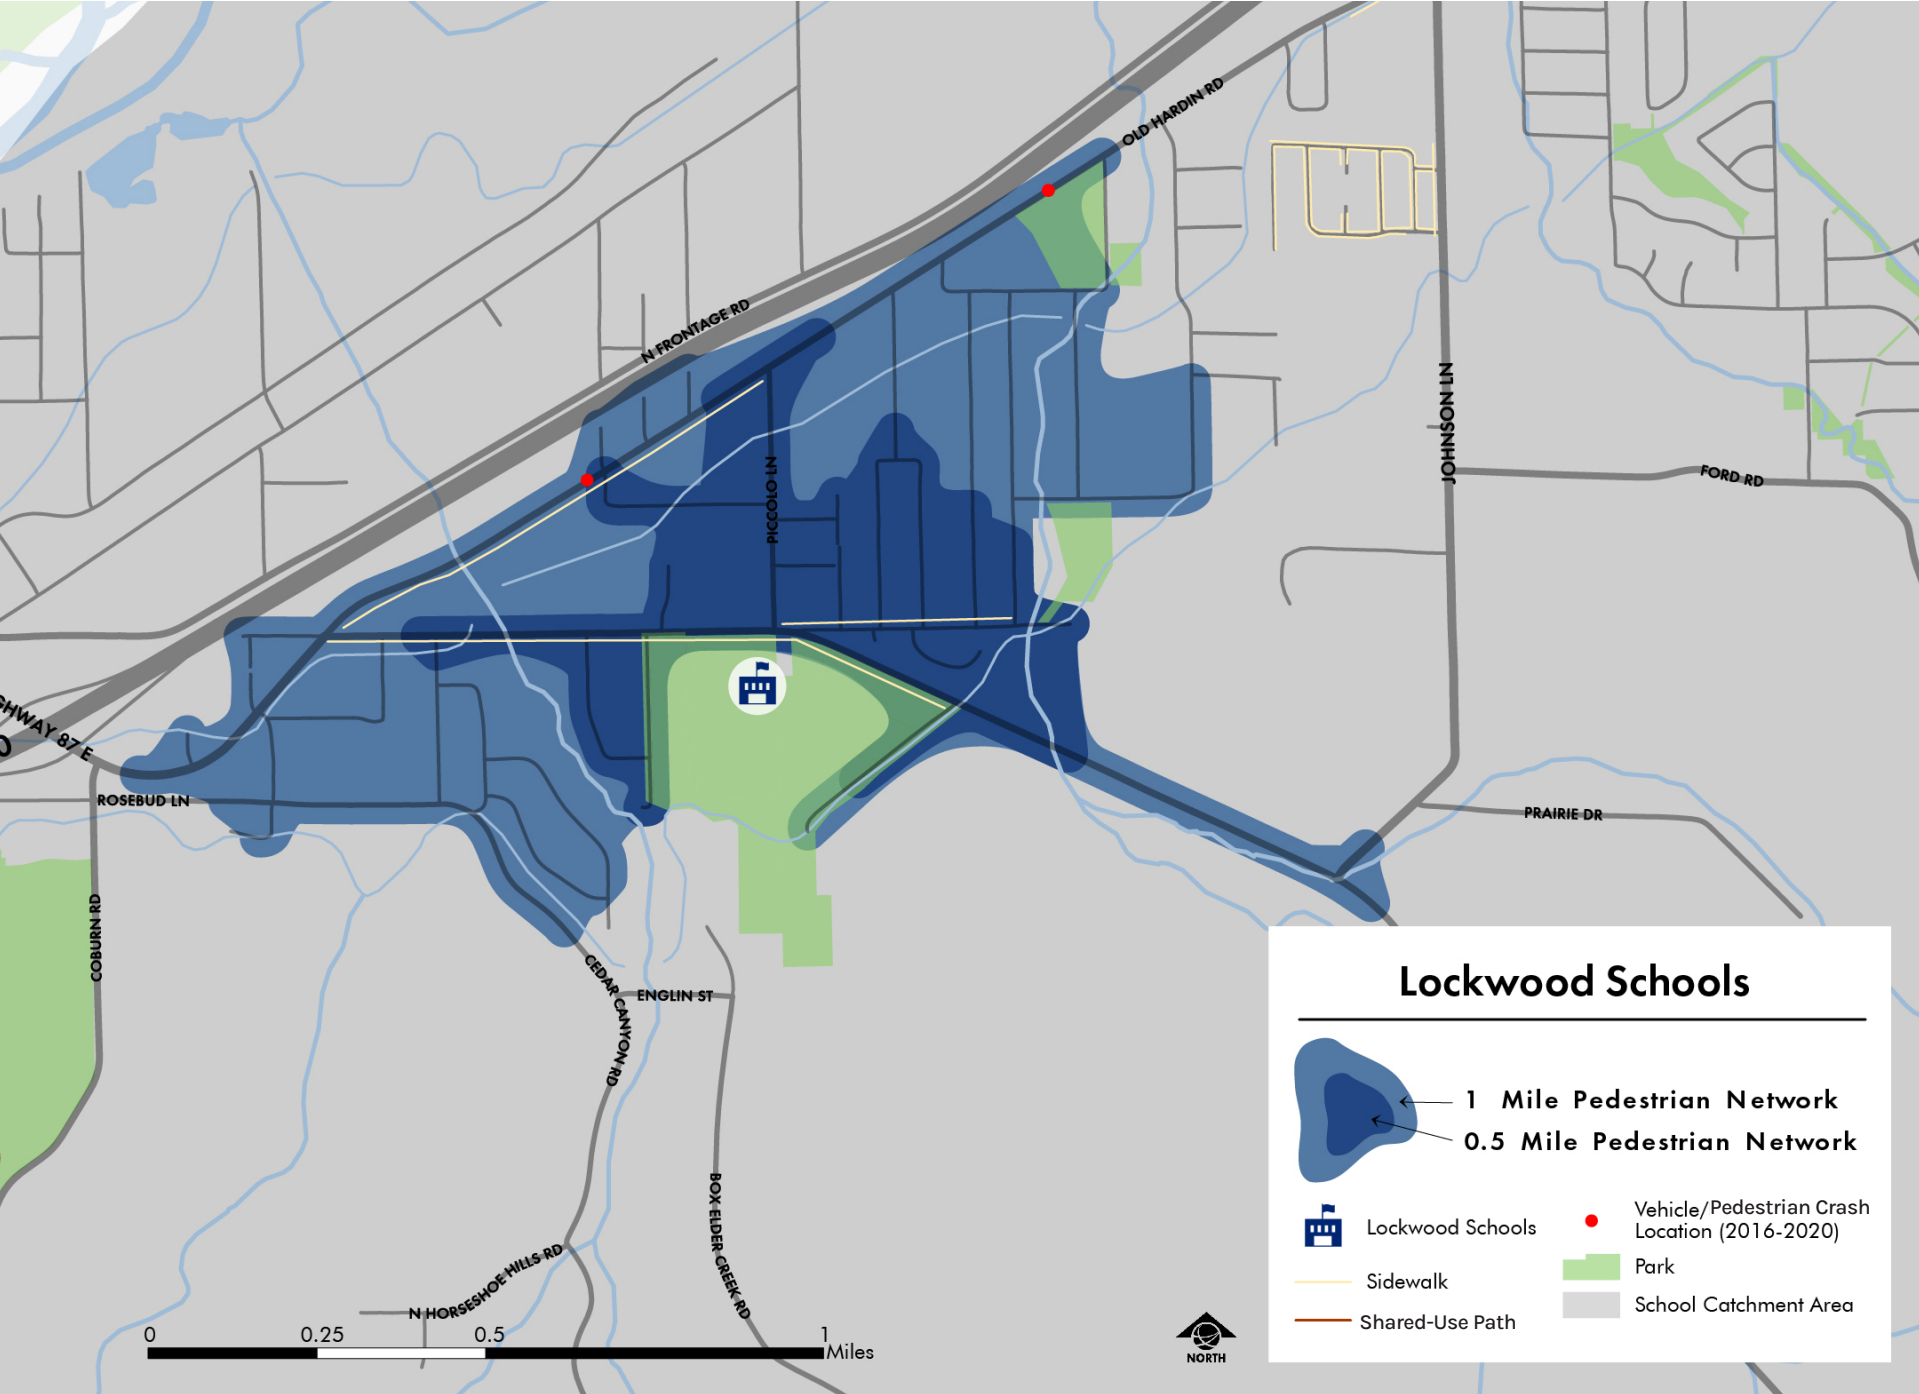 OLD HARDIN RD
N FRONTAGE RD
JOHNSON LN
PICCOLO LN
FORD RD
GHWAY 87 E
0
ROSEBUD LN
PRAIRIE DR
COBURN RD
CEDAR CANYON RD
ENGLIN ST
BOX ELDER CREEK RD
N HORSESHOE HILLS RD
0 0.25 0.5 1
Miles
NORTH
Lockwood Schools
1 Mile Pedestrian Network
0.5 Mile Pedestrian Network
Lockwood Schools
Sidewalk
Shared-Use Path
Vehicle/Pedestrian Crash
Location (2016-2020)
Park
School Catchment Area